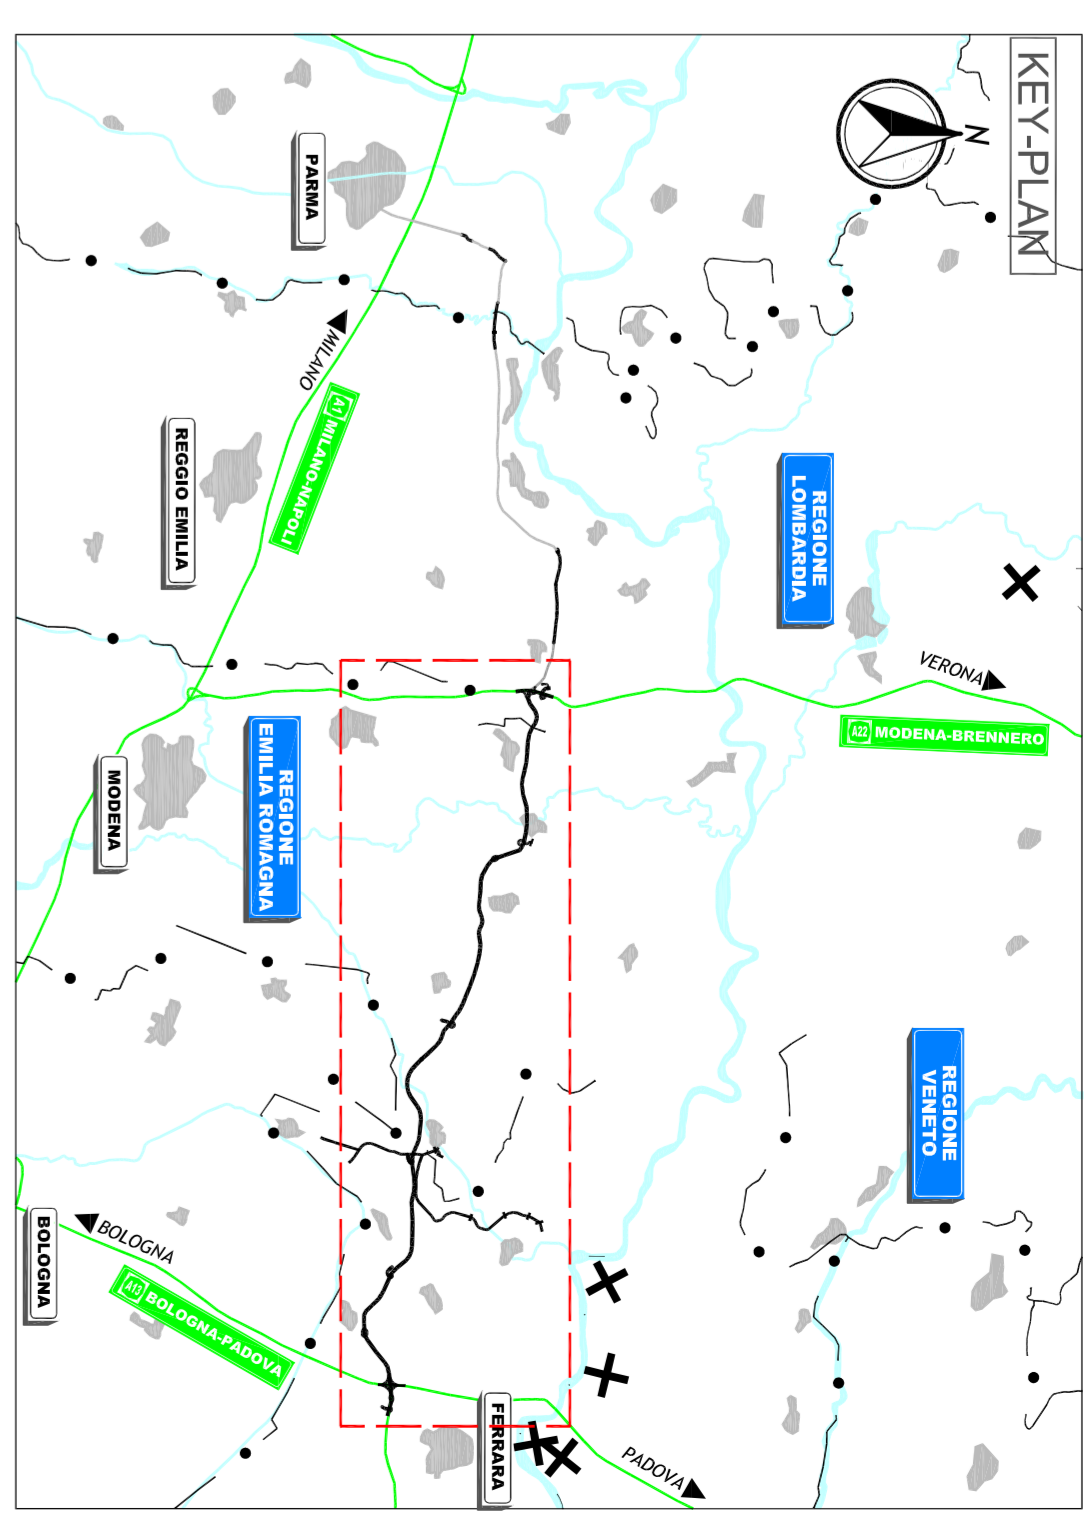 KEY-PLAN
N
PARMA
MILANO
A1 MILANO-NAPOLI
REGGIO EMILIA
REGIONE
LOMBARDIA
VERONA
A22 MODENA-BRENNERO
REGIONE
EMILIA ROMAGNA
MODENA
REGIONE
VENETO
BOLOGNA
BOLOGNA
A13 BOLOGNA-PADOVA
FERRARA
PADOVA